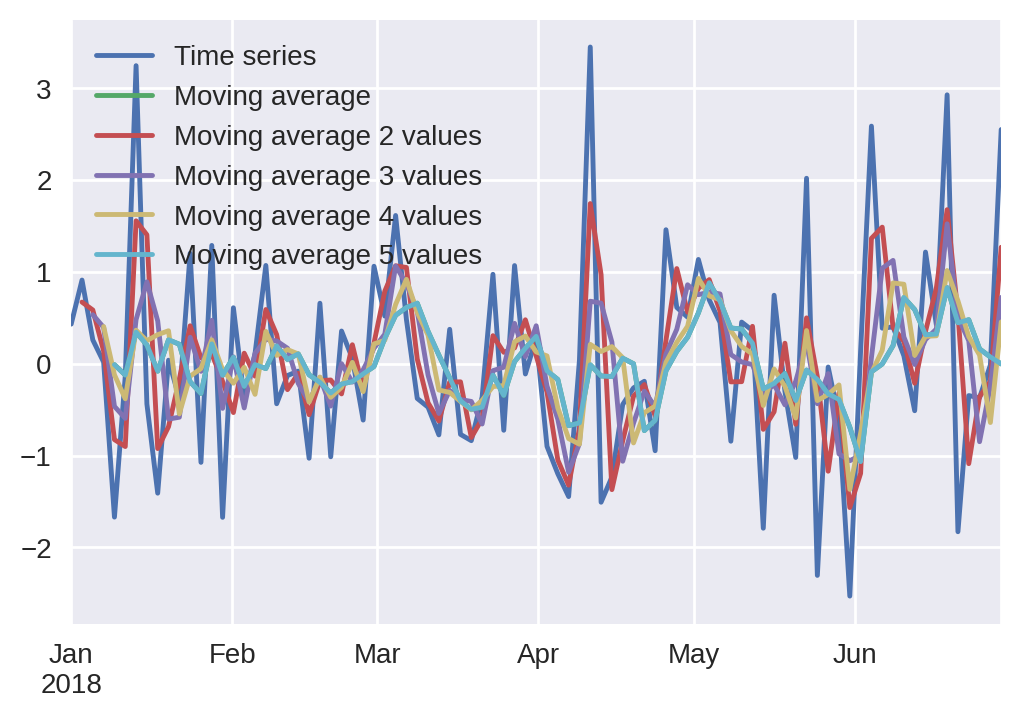 Time series
Moving average
Moving average 2 values
Moving average 3 values
Moving average 4 values
Moving average 5 values
3
2
1
0
−1
−2
Jan Feb Mar Apr May Jun
2018